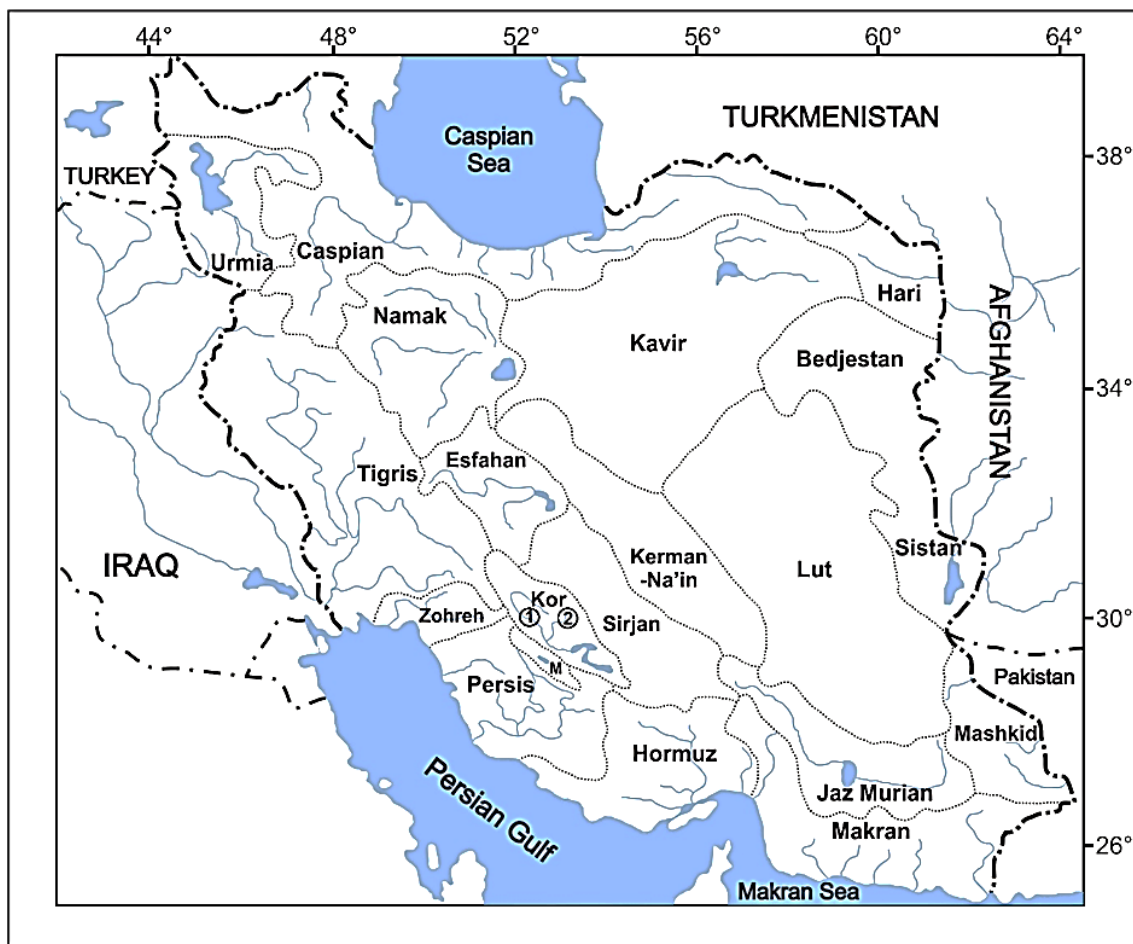 44° 48° 52° 56° 60° 64°
TURKMENISTAN
Caspian
Sea
38°
TURKEY
Urmia
Caspian
Hari
AFGHANISTAN
Namak
Kavir
Bedjestan
34°
Esfahan
Tigris
Sistan
IRAQ
Kerman
-Na'in
Lut
Kor
1 2
Zohreh
Sirjan
30°
M
Persis
Pakistan
Mashkid
Hormuz
Persian Gulf
Jaz Murian
Makran
26°
Makran Sea